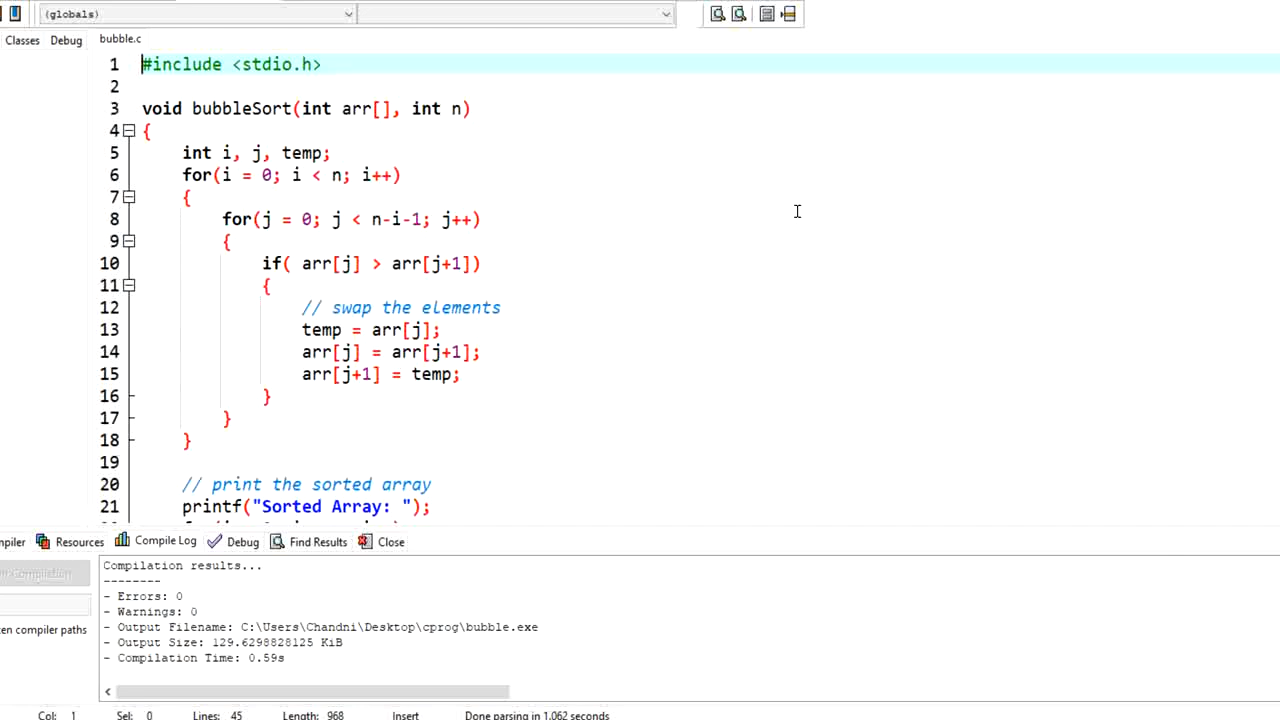 (globals)
Classes Debug bubble.c
1 #include <stdio.h>
2
3 void bubbleSort(int arr[], int n)
4 {
5 int i, j, temp;
6 for(i = 0; i < n; i++)
7 {
8 for(j = 0; j < n-i-1; j++)
9 {
10 if( arr[j] > arr[j+1])
11 {
12 // swap the elements
13 temp = arr[j];
14 arr[j] = arr[j+1];
15 arr[j+1] = temp;
16 }
17 }
18 }
19
20 // print the sorted array
21 printf("Sorted Array: ");
mpiler Resources Compile Log Debug Find Results Close
Compilation
Compilation results...
--------
- Errors: 0
- Warnings: 0
- Output Filename: C:\Users\Chandni\Desktop\cprog\bubble.exe
ten compiler paths
- Output Size: 129.6298828125 KiB
- Compilation Time: 0.59s
Col: 1 Sel: 0 Lines: 45 Length: 968 Insert Done parsing in 1,062 seconds